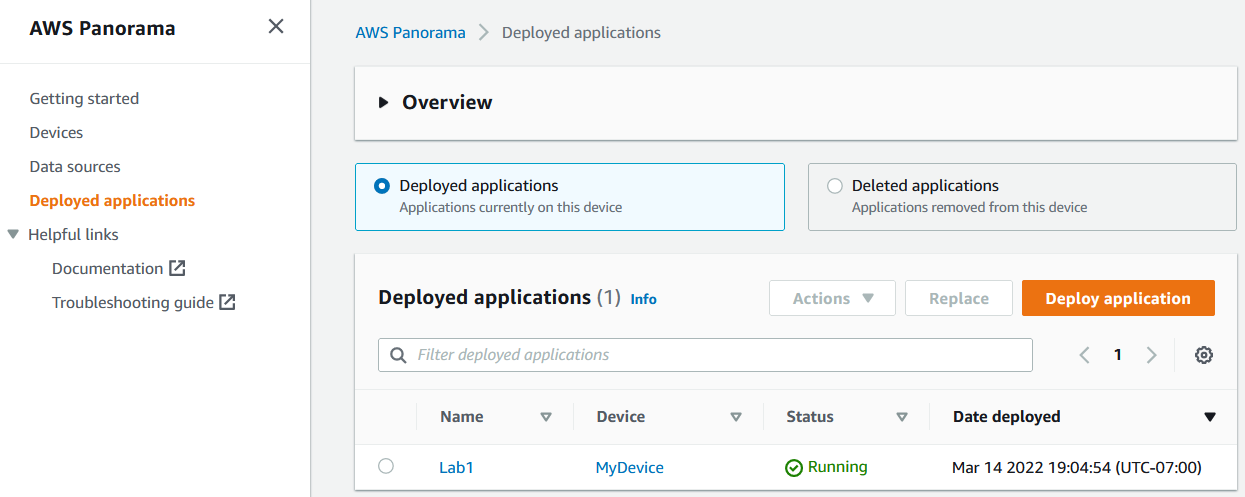 AWS Panorama
Getting started
Devices
Data sources
Deployed applications
Helpful links
Documentation
Troubleshooting guide
AWS Panorama > Deployed applications
Overview
Deployed applications
Applications currently on this device
Deleted applications
Applications removed from this device
Deployed applications (1) Info
Actions Replace Deploy application
Filter deployed applications
1
Name Device Status Date deployed
Lab1 MyDevice Running Mar 14 2022 19:04:54 (UTC-07:00)